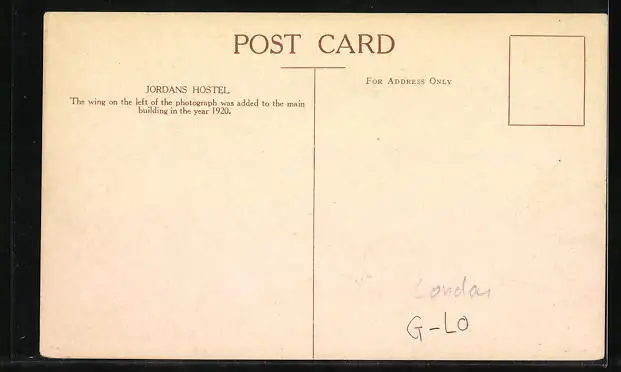 POST CARD
JORDANS HOSTEL
The wing on the left of the photograph was added to the main
building in the year 1920.
FOR ADDRESS ONLY
London
G-LO